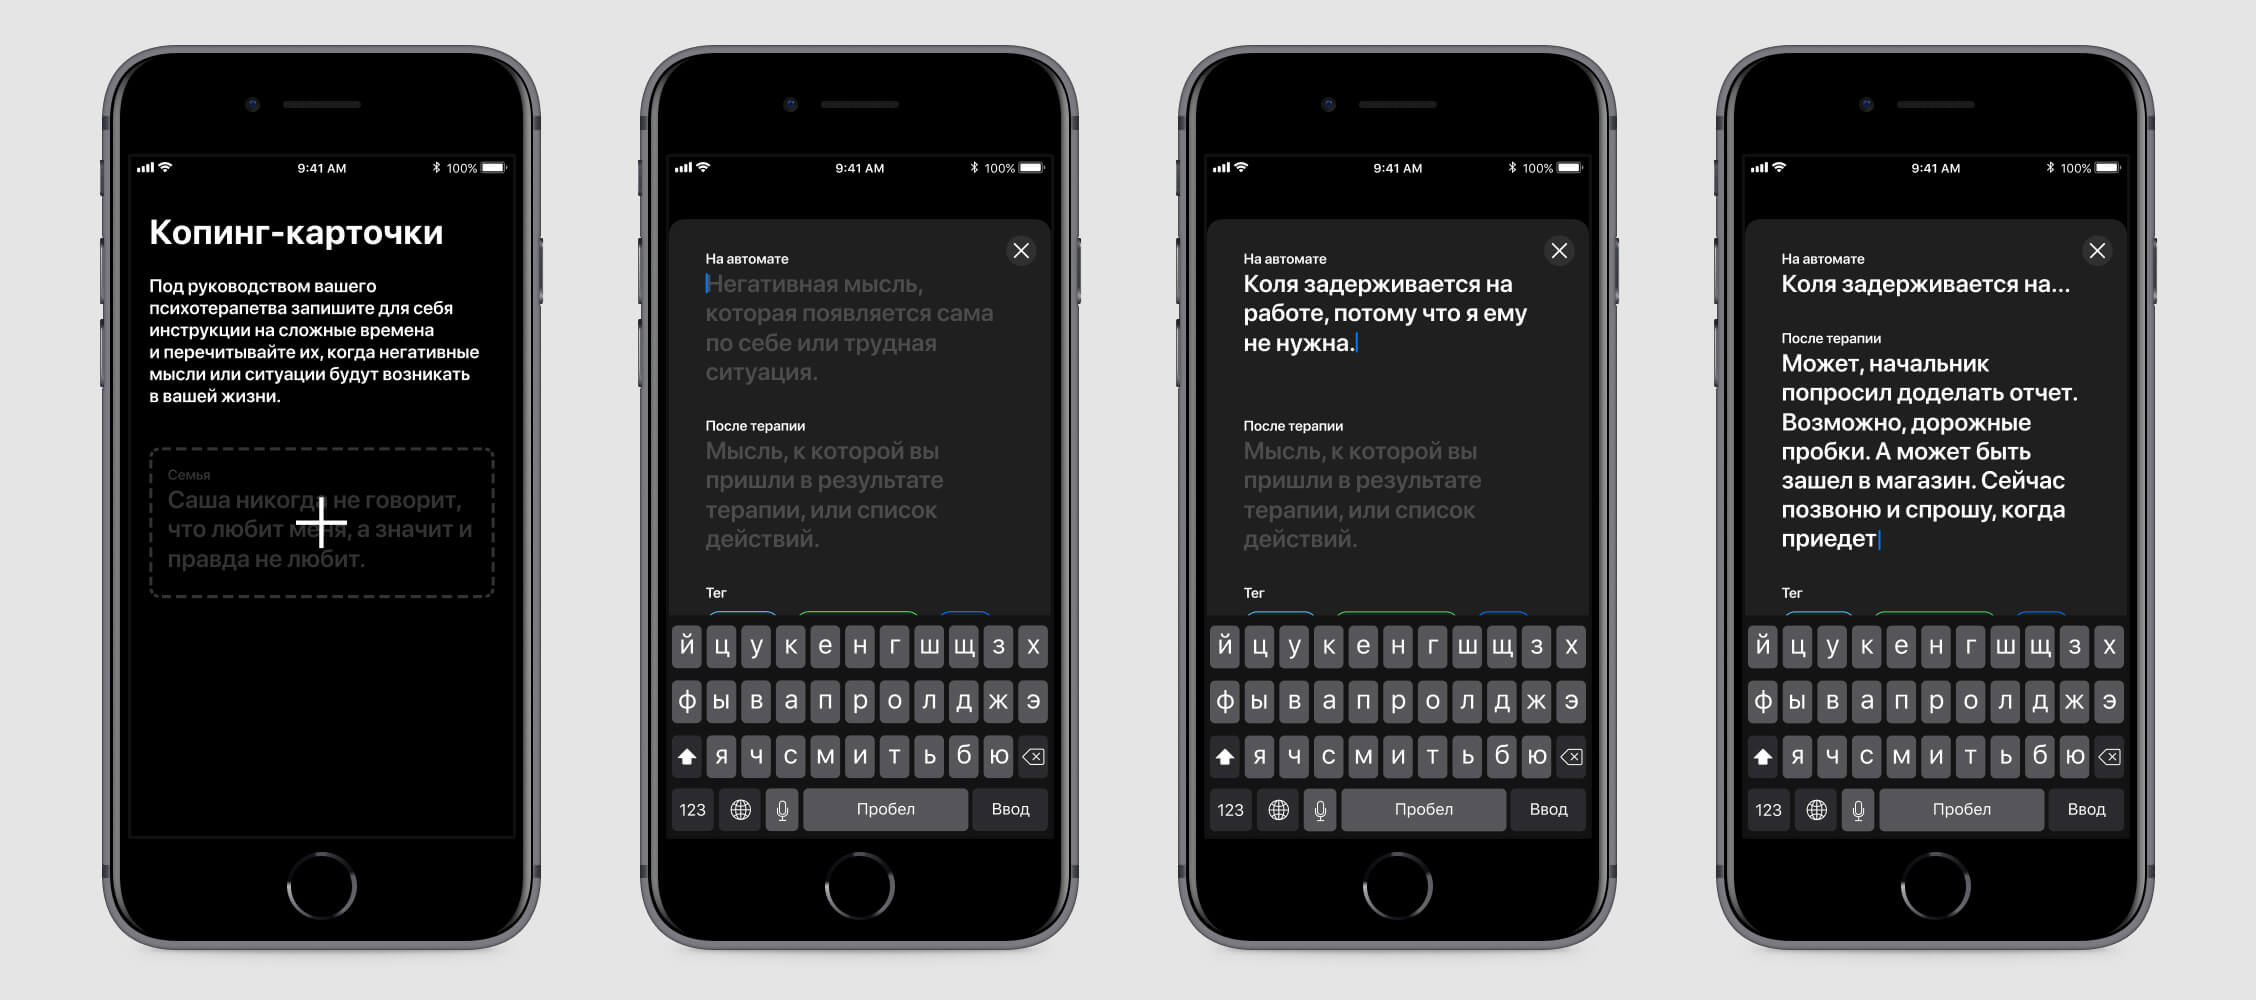 9:41 AM
100%
Копинг-карточки
Под руководством вашего
психотерапетва запишите для себя
инструкции на сложные времена
и перечитывайте их, когда негативные
мысли или ситуации будут возникать
в вашей жизни.
Семья
Саша никогда не говорит,
что любит меня, а значит и
правда не любит.
9:41 AM
100%
На автомате
Негативная мысль,
которая появляется сама
по себе или трудная
ситуация.
После терапии
Мысль, к которой вы
пришли в результате
терапии, или список
действий.
Тег
й ц у к е н г ш щ з х
ф ы в а п р о л д ж э
я ч с м и т ь б ю
123 Пробел Ввод
9:41 AM
100%
На автомате
Коля задерживается на
работе, потому что я ему
не нужна.
После терапии
Мысль, к которой вы
пришли в результате
терапии, или список
действий.
Тег
й ц у к е н г ш щ з х
ф ы в а п р о л д ж э
я ч с м и т ь б ю
123 Пробел Ввод
9:41 AM
100%
На автомате
Коля задерживается на...
После терапии
Может, начальник
попросил доделать отчет.
Возможно, дорожные
пробки. А может быть
зашел в магазин. Сейчас
позвоню и спрошу, когда
приедет
Тег
й ц у к е н г ш щ з х
ф ы в а п р о л д ж э
я ч с м и т ь б ю
123 Пробел Ввод